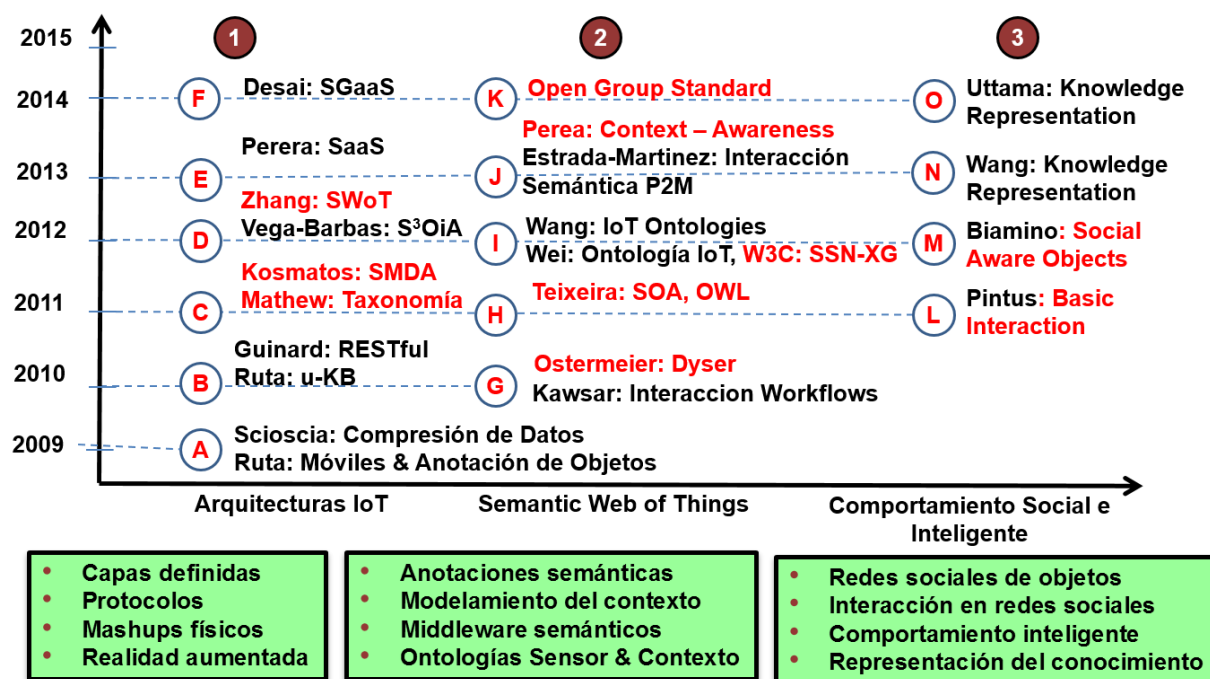 2015
1
2
3
2014
F
Desai: SGaaS
K
Open Group Standard
O
Uttama: Knowledge
Representation
2013
E
Perera: SaaS
J
Perea: Context – Awareness
Estrada-Martinez: Interacción
Semántica P2M
N
Wang: Knowledge
Representation
2012
D
Zhang: SWoT
Vega-Barbas: S³OiA
I
Wang: IoT Ontologies
Wei: Ontología IoT, W3C: SSN-XG
M
Biamino: Social
Aware Objects
2011
C
Kosmatos: SMDA
Mathew: Taxonomía
H
Teixeira: SOA, OWL
L
Pintus: Basic
Interaction
2010
B
Guinard: RESTful
Ruta: u-KB
G
Ostermeier: Dyser
Kawsar: Interaccion Workflows
2009
A
Scioscia: Compresión de Datos
Ruta: Móviles & Anotación de Objetos
Arquitecturas IoT
Semantic Web of Things
Comportamiento Social e
Inteligente
• Capas definidas
• Protocolos
• Mashups físicos
• Realidad aumentada
• Anotaciones semánticas
• Modelamiento del contexto
• Middleware semánticos
• Ontologías Sensor & Contexto
• Redes sociales de objetos
• Interacción en redes sociales
• Comportamiento inteligente
• Representación del conocimiento